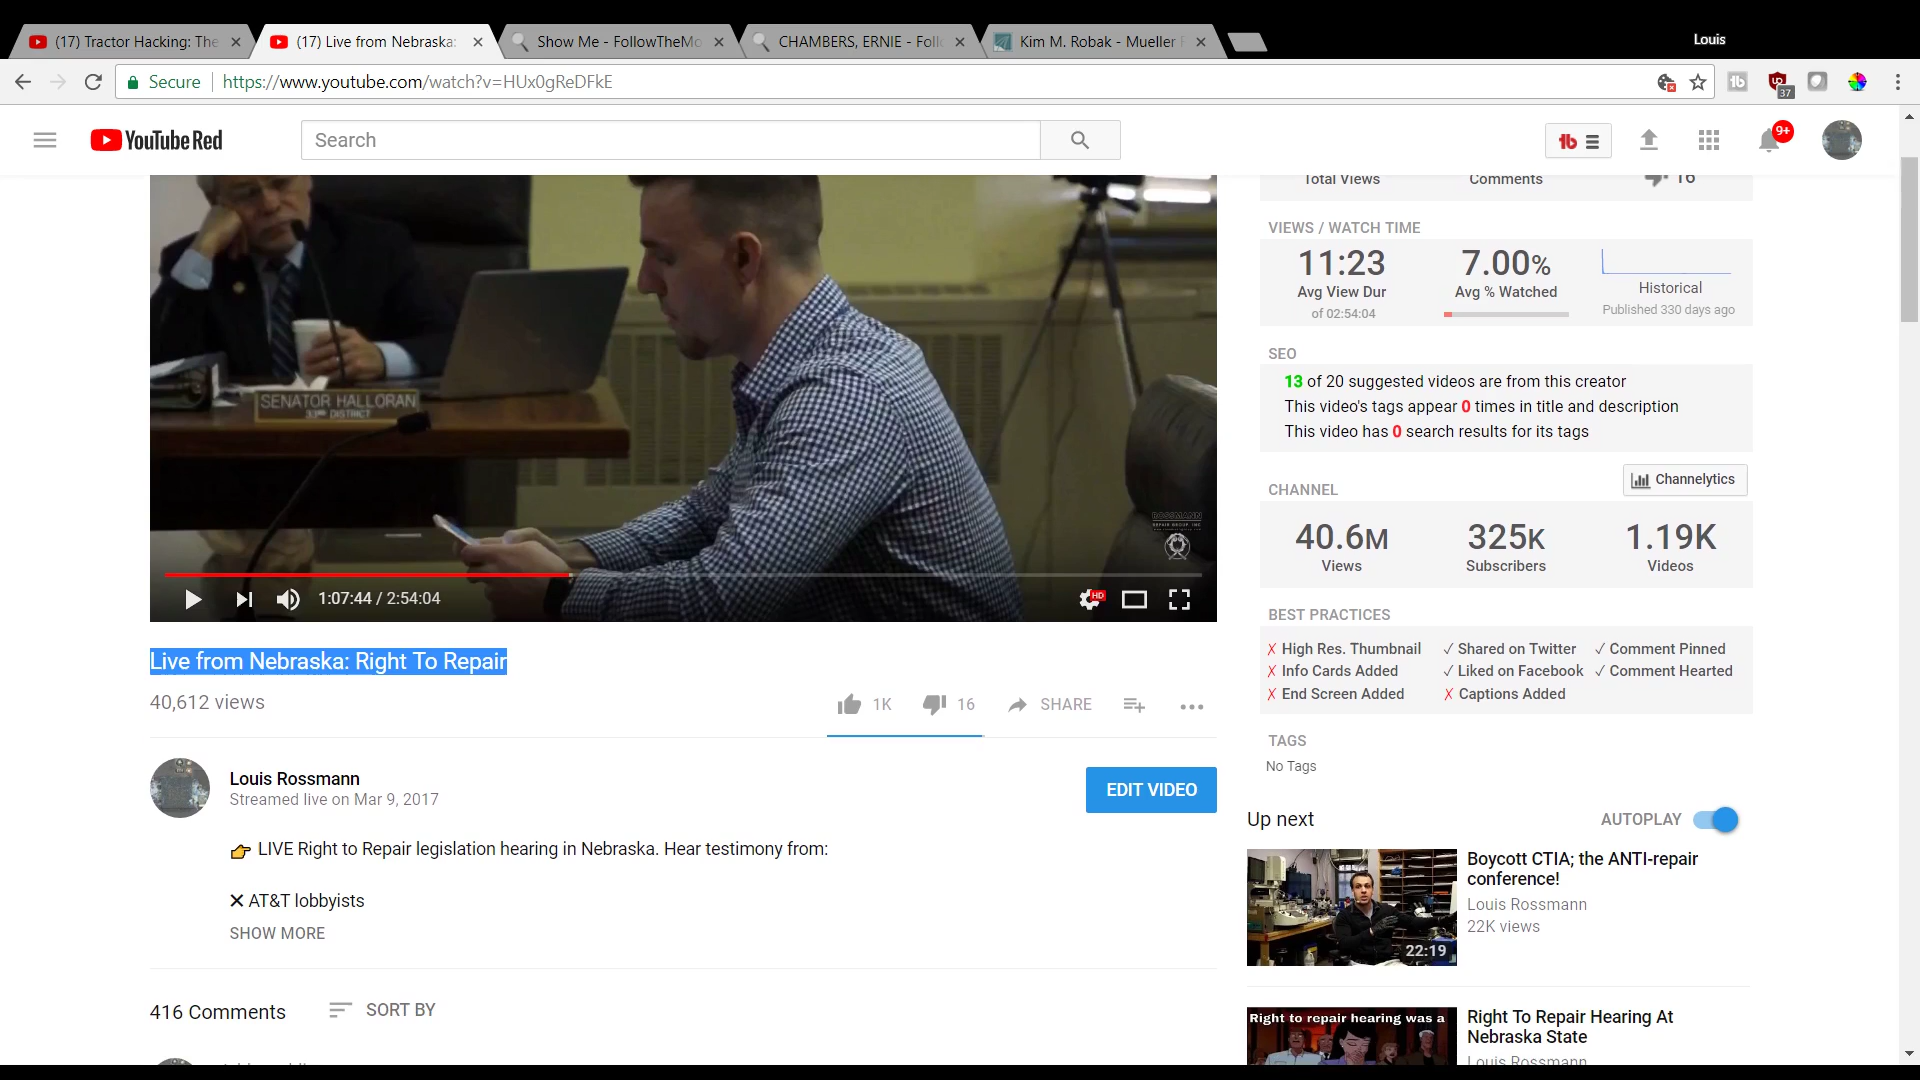 (17) Tractor Hacking: The
(17) Live from Nebraska:
Show Me - FollowTheMo
CHAMBERS, ERNIE - Foll
Kim M. Robak - Mueller
Louis
Secure
https://www.youtube.com/watch?v=HUx0gReDFkE
37
YouTube Red
Search
9+
Total Views
Comments
16
VIEWS / WATCH TIME
11:23
Avg View Dur
of 02:54:04
7.00%
Avg % Watched
Historical
Published 330 days ago
SEO
13 of 20 suggested videos are from this creator
This video's tags appear 0 times in title and description
This video has 0 search results for its tags
SENATOR HALLORAN
33RD DISTRICT
ROSSMANN
REPAIR GROUP, INC
1:07:44 / 2:54:04
HD
Channelytics
CHANNEL
40.6M
Views
325K
Subscribers
1.19K
Videos
BEST PRACTICES
✗ High Res. Thumbnail
✓ Shared on Twitter
✓ Comment Pinned
✗ Info Cards Added
✓ Liked on Facebook
✓ Comment Hearted
✗ End Screen Added
✗ Captions Added
TAGS
No Tags
Live from Nebraska: Right To Repair
40,612 views
1K
16
SHARE
Louis Rossmann
Streamed live on Mar 9, 2017
EDIT VIDEO
👉 LIVE Right to Repair legislation hearing in Nebraska. Hear testimony from:
✕ AT&T lobbyists
SHOW MORE
416 Comments
SORT BY
Up next
AUTOPLAY
22:19
Boycott CTIA; the ANTI-repair
conference!
Louis Rossmann
22K views
Right to repair hearing was a
Right To Repair Hearing At
Nebraska State
Louis Rossmann